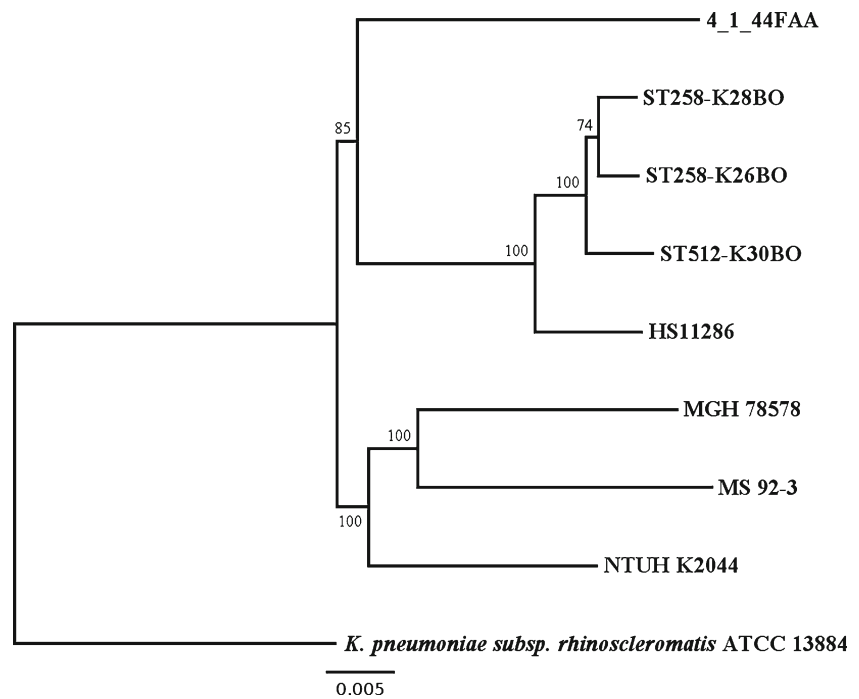 4_1_44FAA
ST258-K28BO
85
74
ST258-K26BO
100
100
ST512-K30BO
HS11286
MGH 78578
100
MS 92-3
100
NTUH K2044
K. pneumoniae subsp. rhinoscleromatis ATCC 13884
0.005